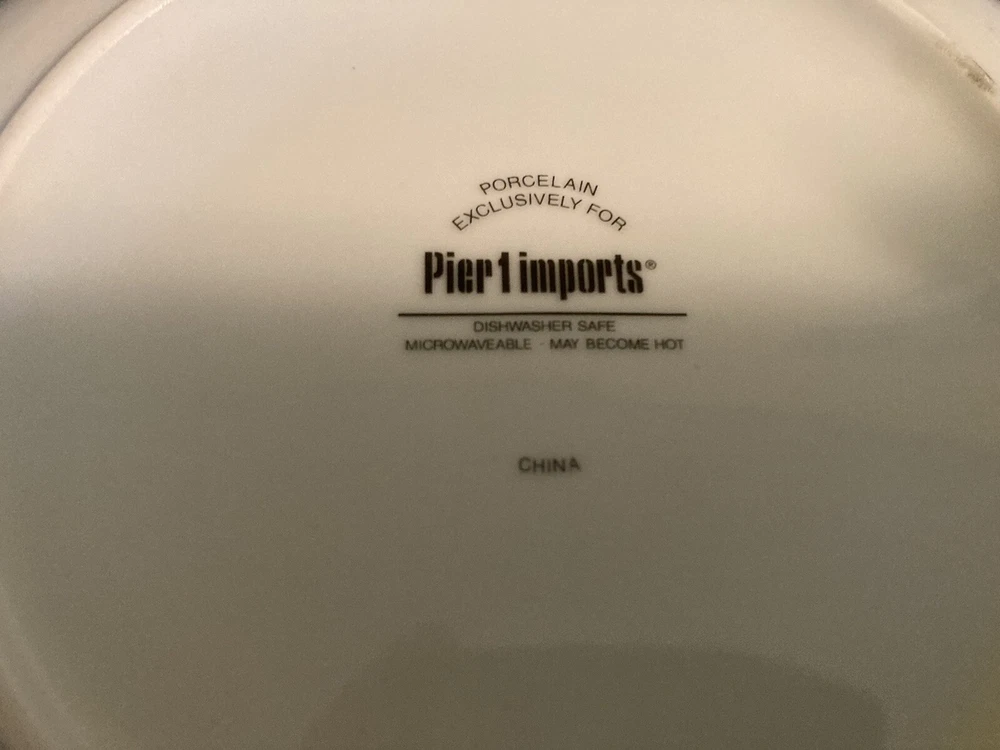 PORCELAIN
EXCLUSIVELY FOR
Pier 1 imports®
DISHWASHER SAFE
MICROWAVEABLE · MAY BECOME HOT
CHINA